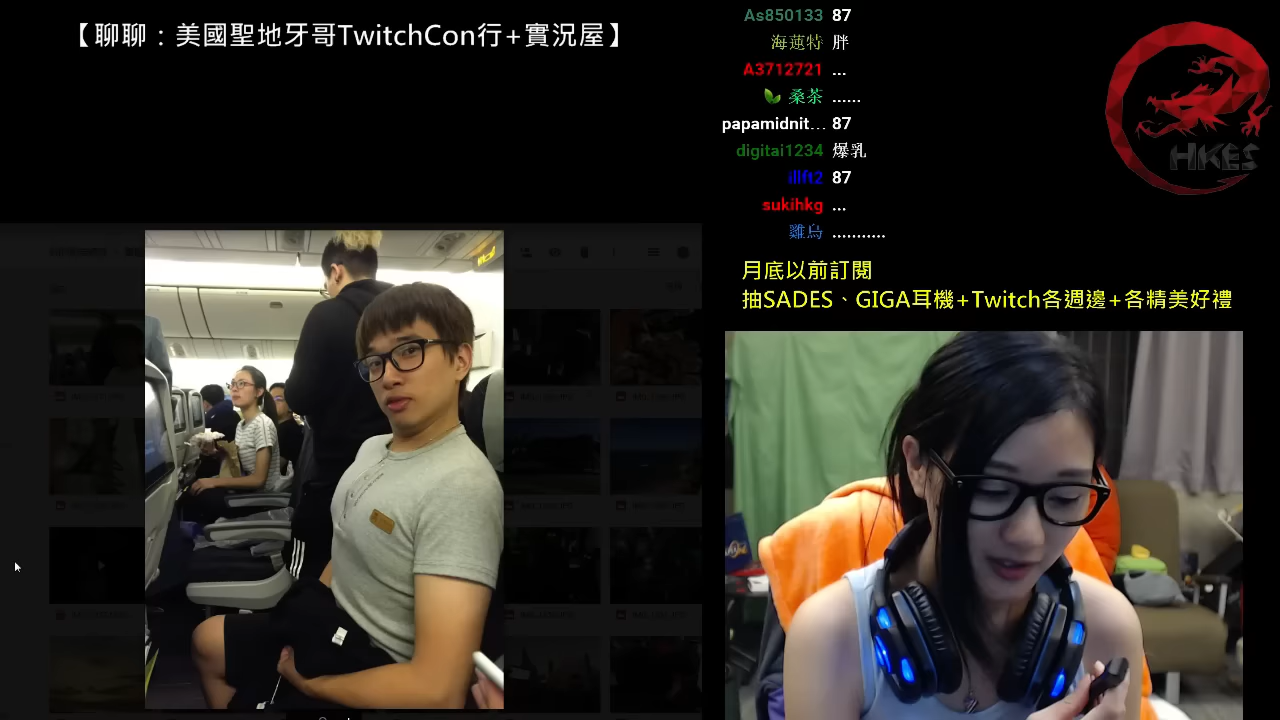 【聊聊：美國聖地牙哥TwitchCon行+實況屋】
As850133 87
海蓮特 胖
A3712721 ...
桑茶 ......
papamidnit... 87
digitai1234 爆乳
illft2 87
sukihkg ...
雞烏 ...........
月底以前訂閱
抽SADES、GIGA耳機+Twitch各週邊+各精美好禮
HKES